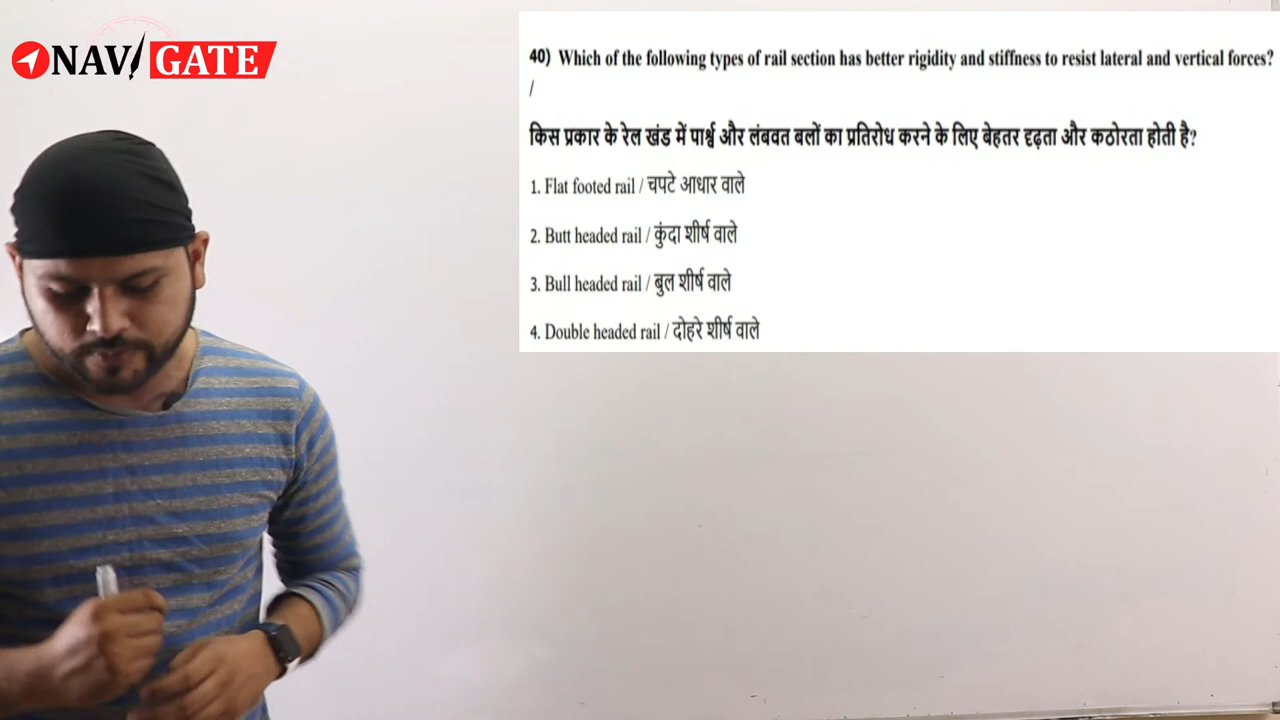 NAVIGATE
40) Which of the following types of rail section has better rigidity and stiffness to resist lateral and vertical forces?
/
किस प्रकार के रेल खंड में पार्श्व और लंबवत बलों का प्रतिरोध करने के लिए बेहतर दृढ़ता और कठोरता होती है?
1. Flat footed rail / चपटे आधार वाले
2. Butt headed rail / कुंदा शीर्ष वाले
3. Bull headed rail / बुल शीर्ष वाले
4. Double headed rail / दोहरे शीर्ष वाले